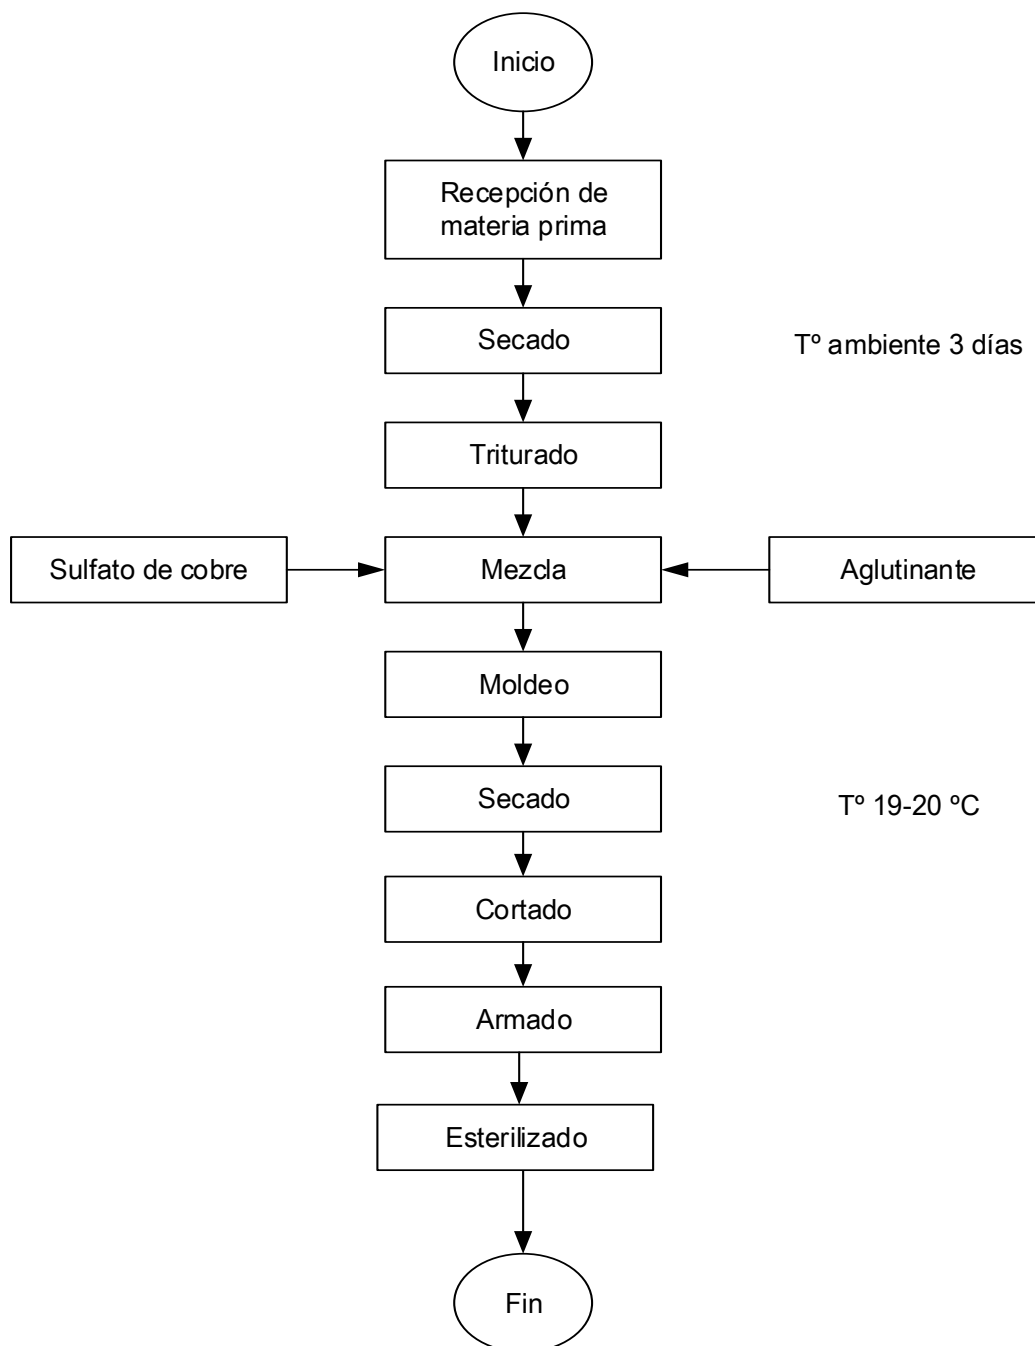 Inicio
Recepción de
materia prima
Secado
Tº ambiente 3 días
Triturado
Sulfato de cobre
Mezcla
Aglutinante
Moldeo
Secado
Tº 19-20 ºC
Cortado
Armado
Esterilizado
Fin